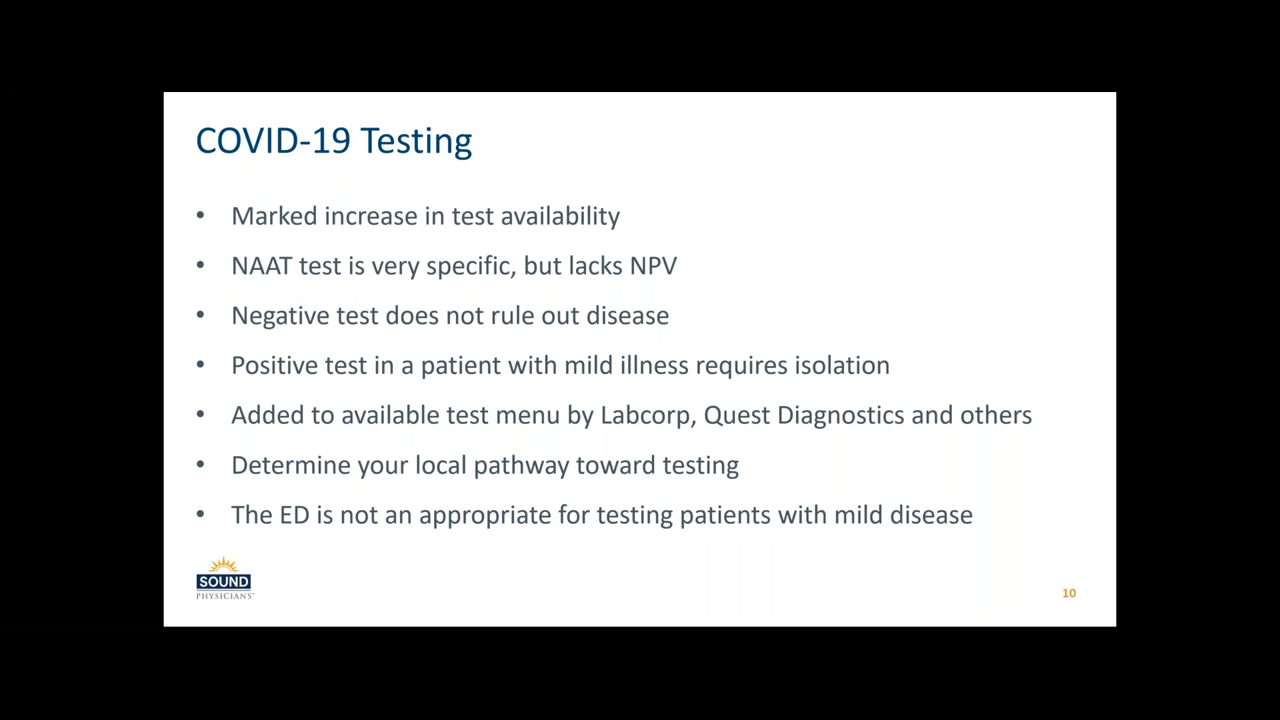 COVID-19 Testing
• Marked increase in test availability
• NAAT test is very specific, but lacks NPV
• Negative test does not rule out disease
• Positive test in a patient with mild illness requires isolation
• Added to available test menu by Labcorp, Quest Diagnostics and others
• Determine your local pathway toward testing
• The ED is not an appropriate for testing patients with mild disease
SOUND
PHYSICIANS
10